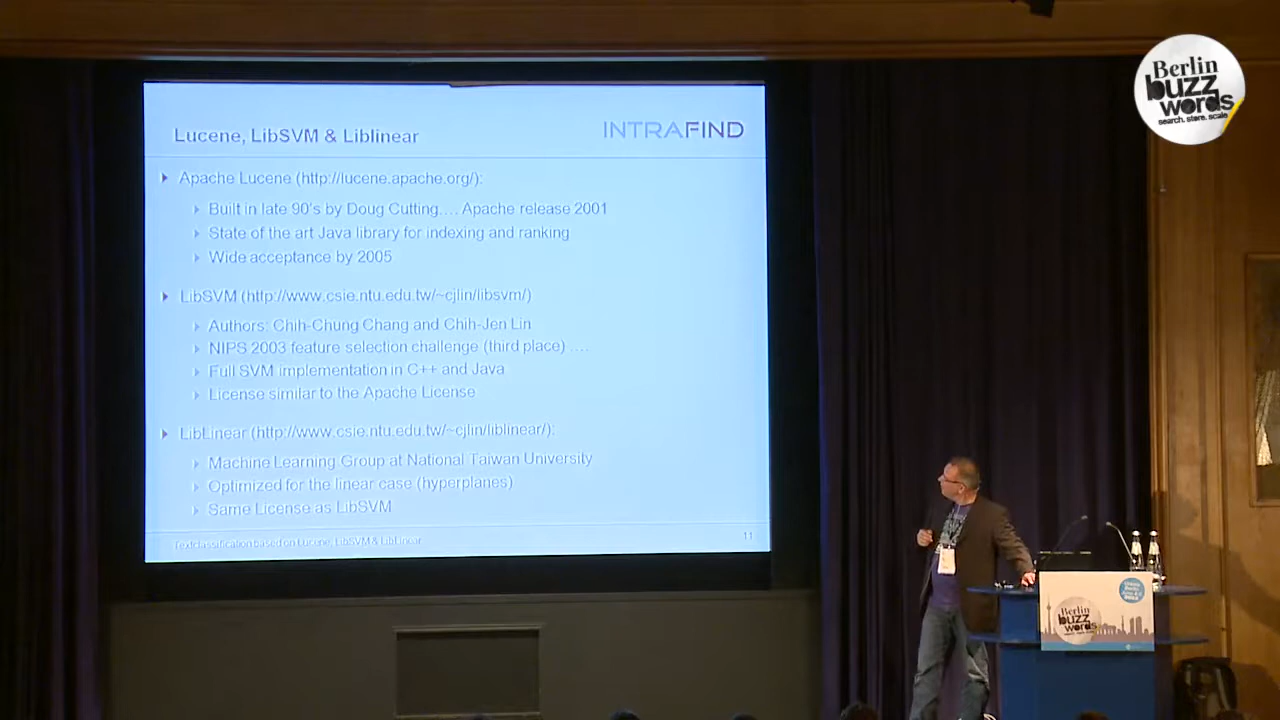 Lucene, LibSVM & Liblinear
INTRAFIND
Apache Lucene (http://lucene.apache.org/):
Built in late 90's by Doug Cutting.... Apache release 2001
State of the art Java library for indexing and ranking
Wide acceptance by 2005
LibSVM (http://www.csie.ntu.edu.tw/~cjlin/libsvm/)
Authors: Chih-Chung Chang and Chih-Jen Lin
NIPS 2003 feature selection challenge (third place) ....
Full SVM implementation in C++ and Java
License similar to the Apache License
LibLinear (http://www.csie.ntu.edu.tw/~cjlin/liblinear/):
Machine Learning Group at National Taiwan University
Optimized for the linear case (hyperplanes)
Same License as LibSVM
Textclassification based on Lucene, LibSVM & LibLinear
11
Berlin
buzz
words
search. store. scale
Berlin
buzz
words